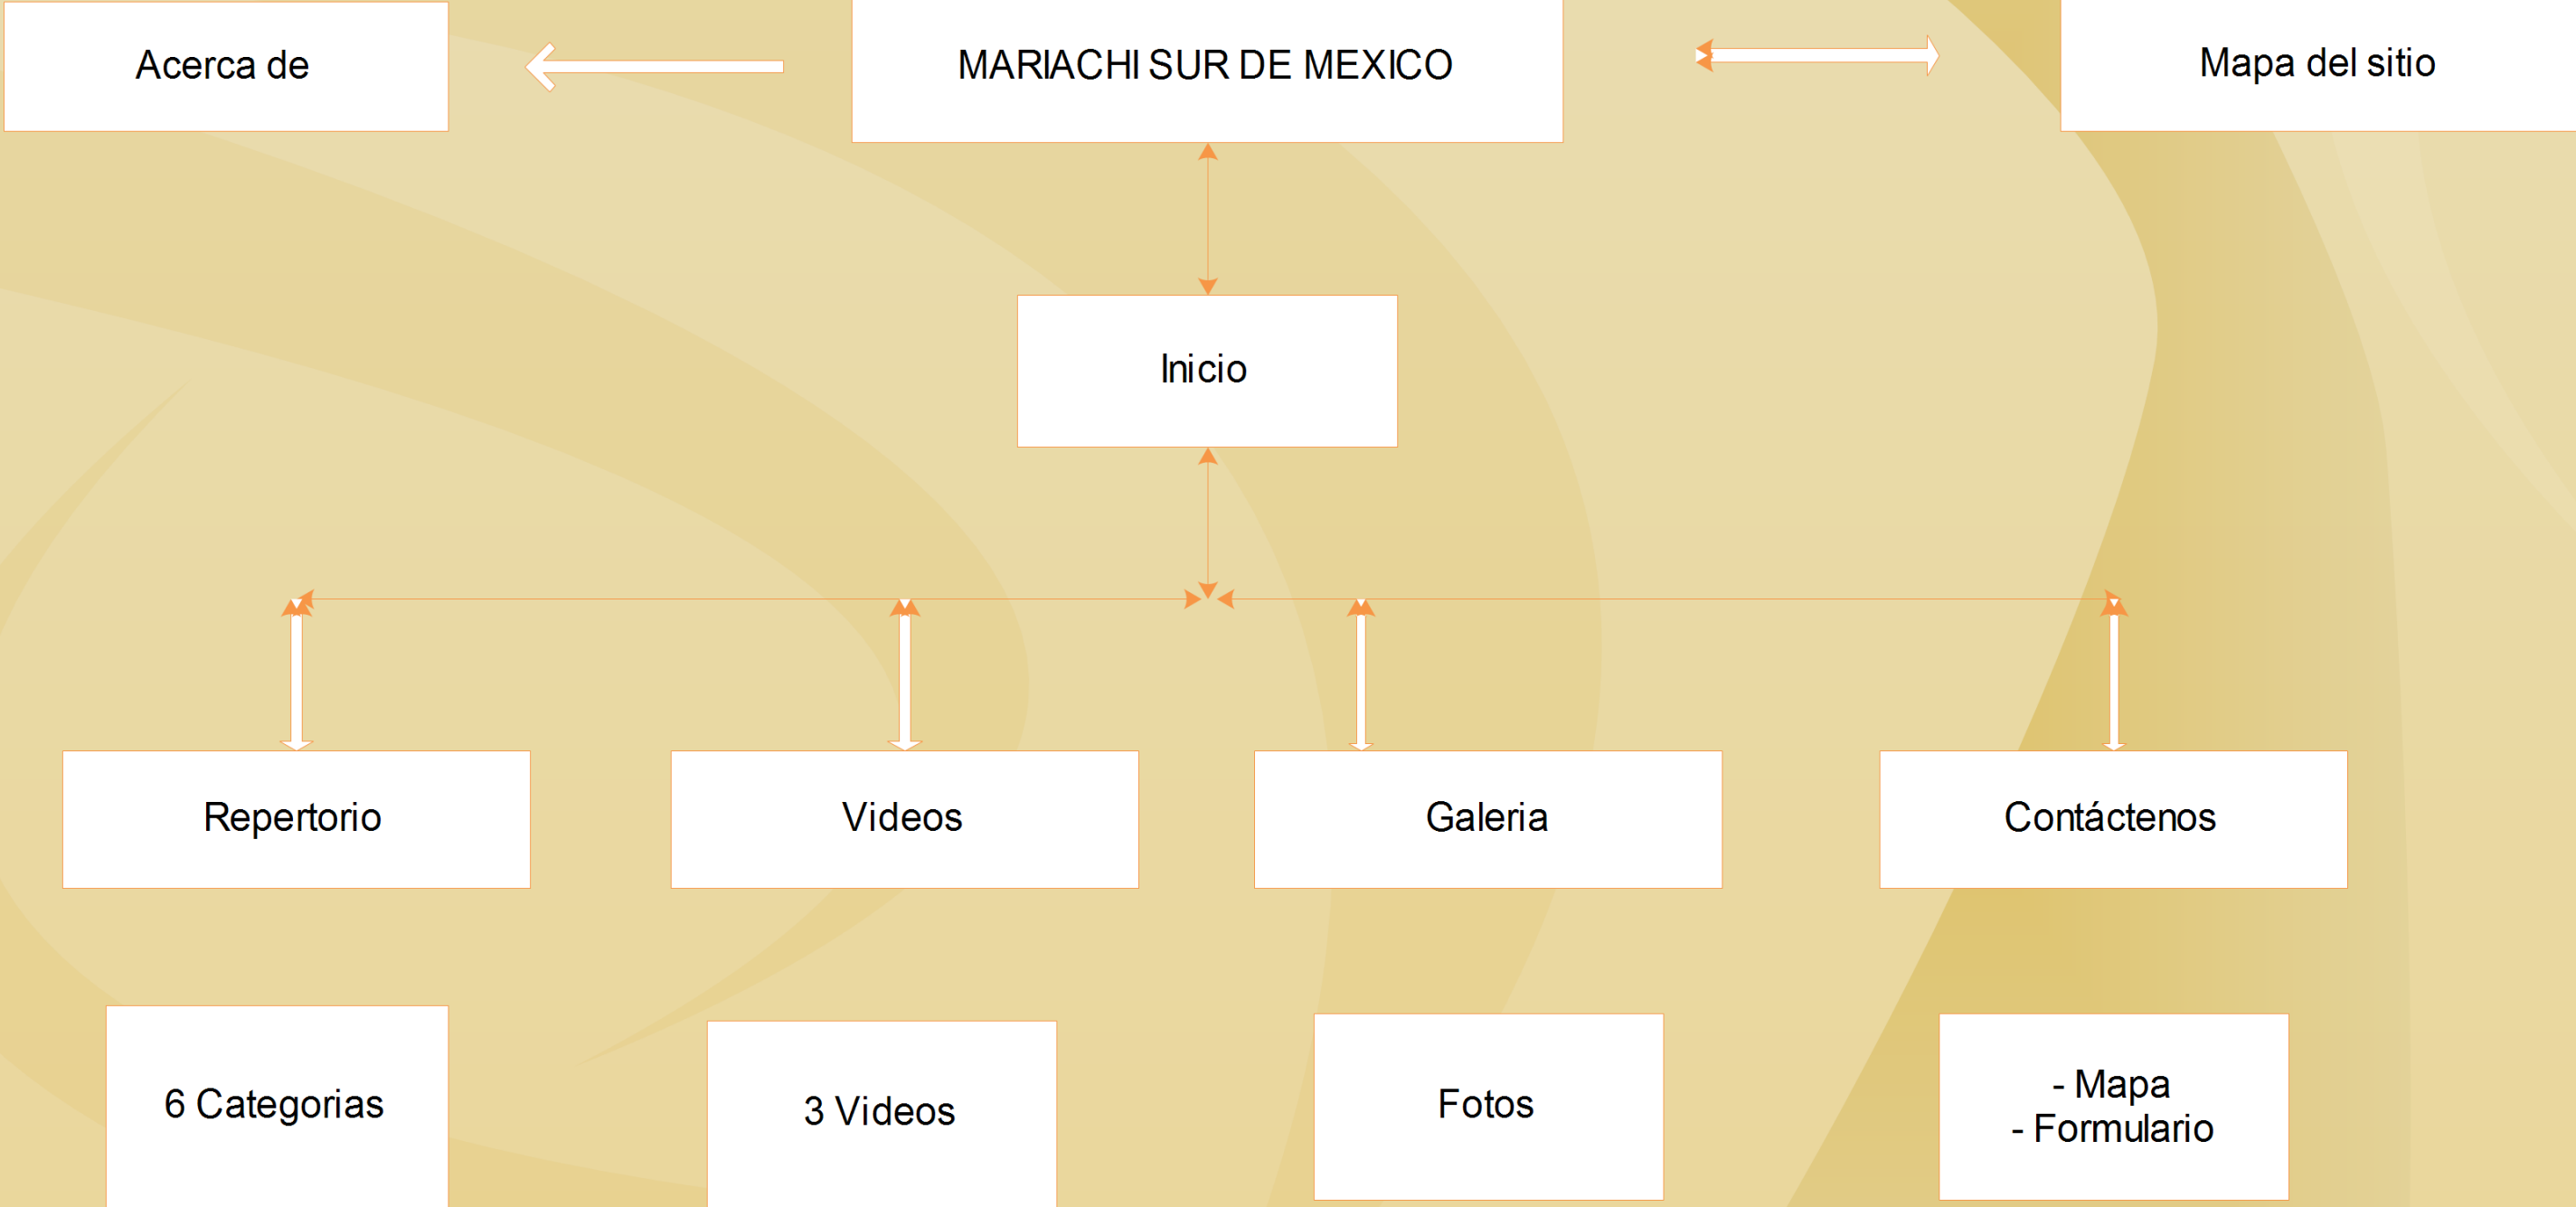 Acerca de
MARIACHI SUR DE MEXICO
Mapa del sitio
Inicio
Repertorio
Videos
Galeria
Contáctenos
6 Categorias
3 Videos
Fotos
- Mapa
- Formulario